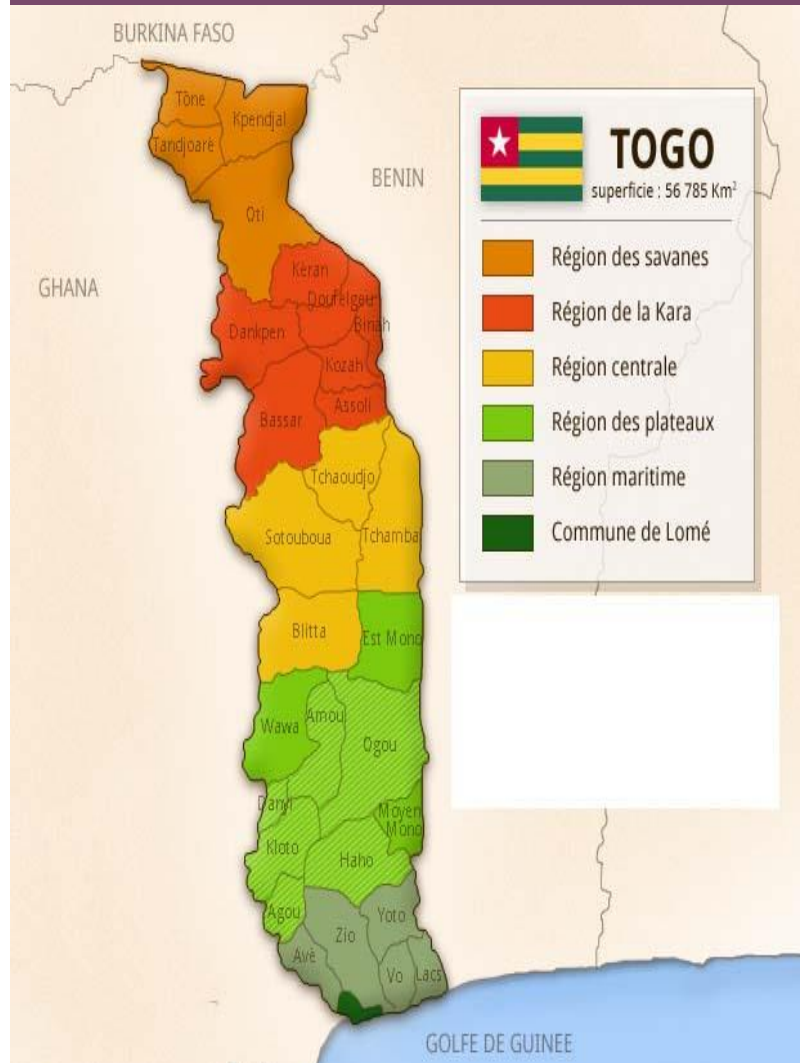 BURKINA FASO
BENIN
GHANA
Tône
Kpendjal
Tandjoare
Oti
Kéran
Doufelgou
Binah
Dankpen
Kozah
Assoli
Bassar
Tchaoudjo
Sotouboua
Tchamba
Blitta
Est Mono
Wawa
Amou
Ogou
Danyi
Moyen
Mono
Kloto
Haho
Agou
Yoto
Zio
Avé
Vo
Lacs
GOLFE DE GUINEE
TOGO
superficie : 56 785 Km²
Région des savanes
Région de la Kara
Région centrale
Région des plateaux
Région maritime
Commune de Lomé